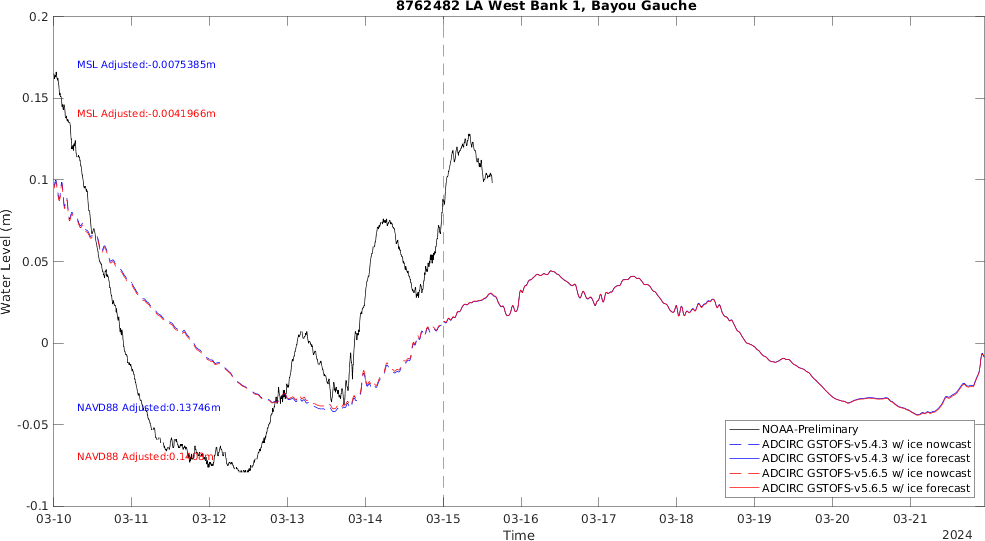 8762482 LA West Bank 1, Bayou Gauche
Water Level (m)
0.2
0.15
0.1
0.05
0
-0.05
-0.1
MSL Adjusted:-0.0075385m
MSL Adjusted:-0.0041966m
NAVD88 Adjusted:0.13746m
NAVD88
NOAA-Preliminary
ADCIRC GSTOFS-v5.4.3 w/ ice nowcast
ADCIRC GSTOFS-v5.4.3 w/ ice forecast
ADCIRC GSTOFS-v5.6.5 w/ ice nowcast
ADCIRC GSTOFS-v5.6.5 w/ ice forecast
03-10 03-11 03-12 03-13 03-14 03-15 03-16 03-17 03-18 03-19 03-20 03-21
Time
2024